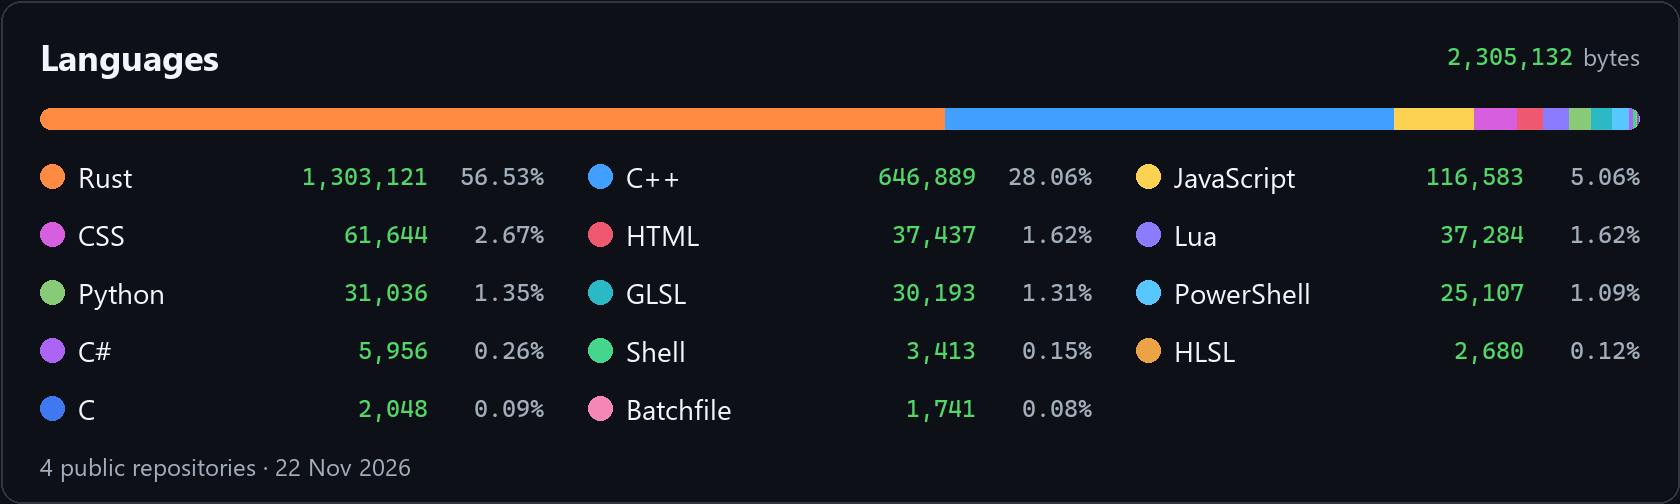 Languages 2,305,132 bytes
Rust 1,303,121 56.53% C++ 646,889 28.06% JavaScript 116,583 5.06%
CSS 61,644 2.67% HTML 37,437 1.62% Lua 37,284 1.62%
Python 31,036 1.35% GLSL 30,193 1.31% PowerShell 25,107 1.09%
C# 5,956 0.26% Shell 3,413 0.15% HLSL 2,680 0.12%
C 2,048 0.09% Batchfile 1,741 0.08%
4 public repositories · 22 Nov 2026